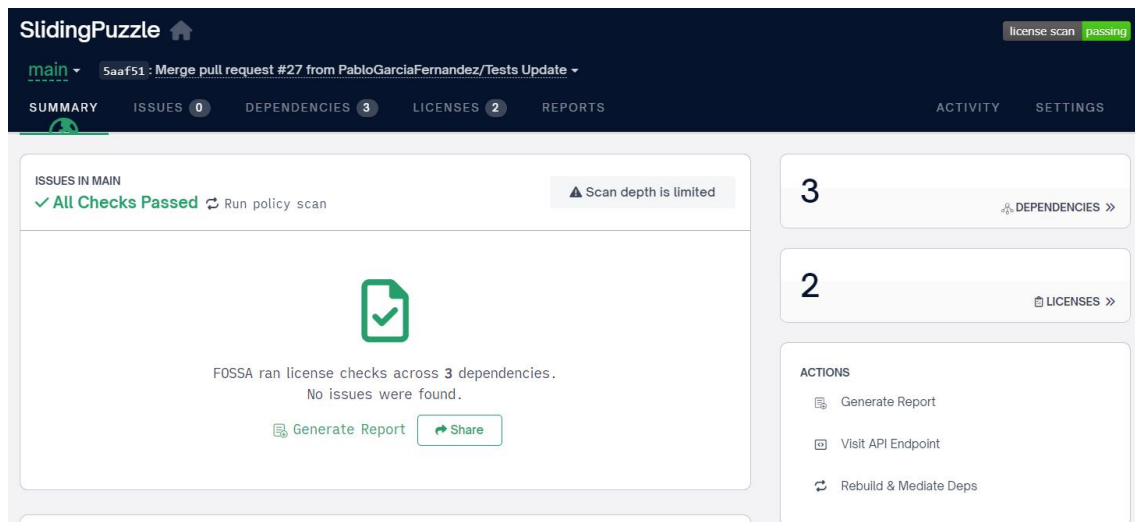 SlidingPuzzle
license scan passing
main
5aaf51 : Merge pull request #27 from PabloGarciaFernandez/Tests Update
SUMMARY ISSUES 0 DEPENDENCIES 3 LICENSES 2 REPORTS ACTIVITY SETTINGS
ISSUES IN MAIN
All Checks Passed Run policy scan
Scan depth is limited
FOSSA ran license checks across 3 dependencies.
No issues were found.
Generate Report Share
3
DEPENDENCIES »
2
LICENSES »
ACTIONS
Generate Report
Visit API Endpoint
Rebuild & Mediate Deps